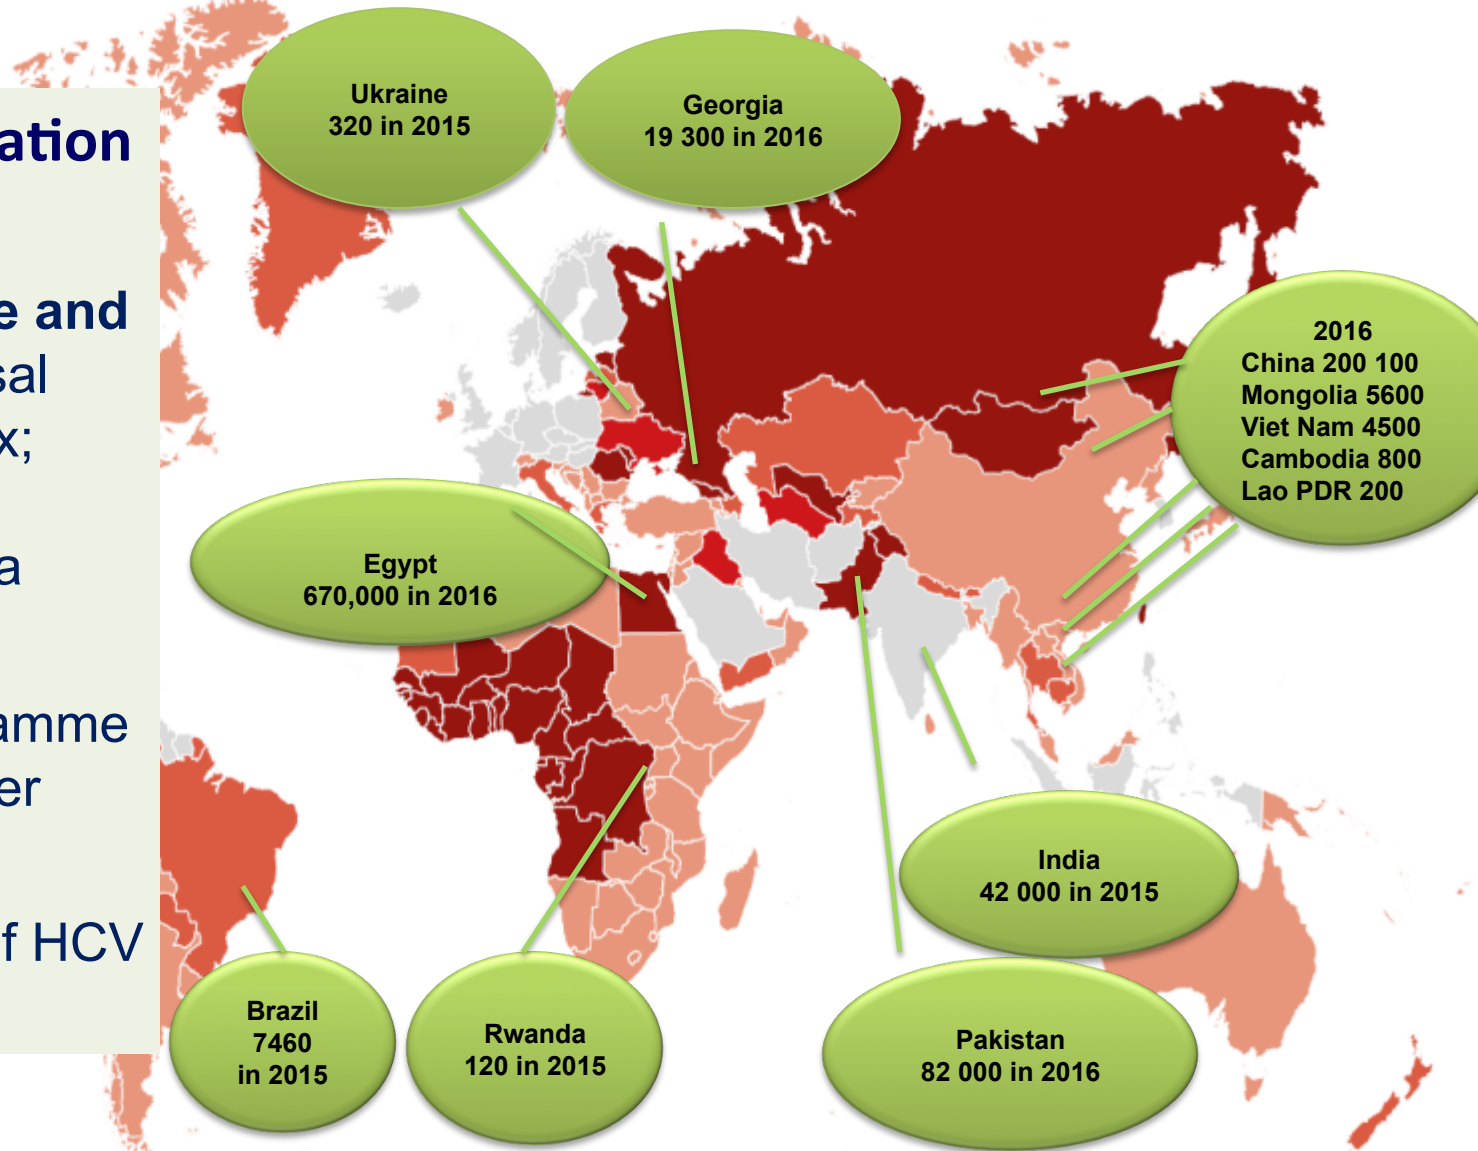 ation
e and
sal
x;
a
amme
er
f HCV
Ukraine
320 in 2015
Georgia
19 300 in 2016
2016
China 200 100
Mongolia 5600
Viet Nam 4500
Cambodia 800
Lao PDR 200
Egypt
670,000 in 2016
India
42 000 in 2015
Brazil
7460
in 2015
Rwanda
120 in 2015
Pakistan
82 000 in 2016